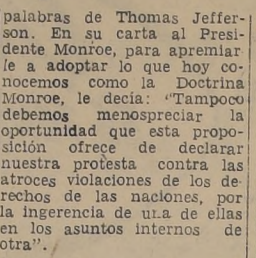 palabras de Thomas Jeffer-
son. En su carta al Presi-
dente Monroe, para apremiar
le a adoptar lo que hoy co-
nocemos como la Doctrina
Monroe, le decía: "Tampoco
debemos menospreciar la
oportunidad que esta propo-
sición ofrece de declarar
nuestra protesta contra las
atroces violaciones de los de-
rechos de las naciones, por
la ingerencia de una de ellas
en los asuntos internos de
otra".